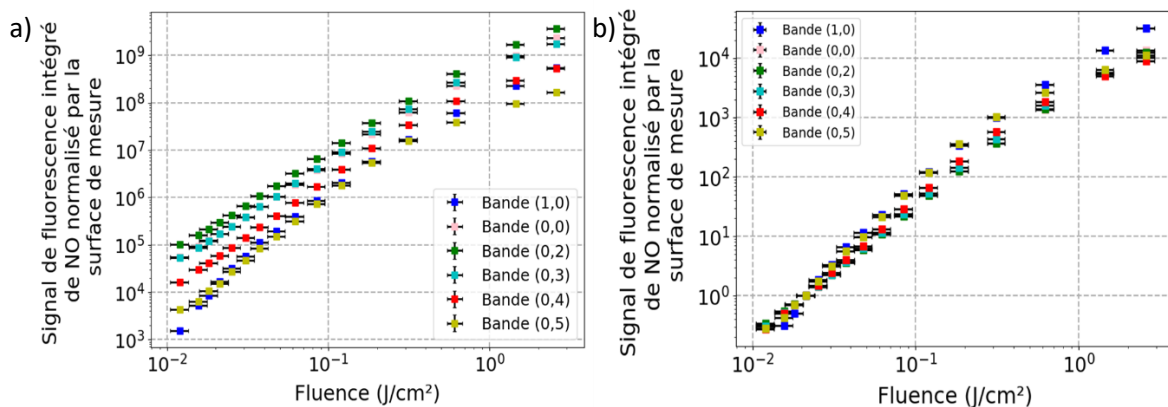 a)
Signal de fluorescence intégré
de NO normalisé par la
surface de mesure
10⁹
10⁸
10⁷
10⁶
10⁵
10⁴
10³
Bande (1,0)
Bande (0,0)
Bande (0,2)
Bande (0,3)
Bande (0,4)
Bande (0,5)
10⁻² 10⁻¹ 10⁰
Fluence (J/cm²)
b)
Signal de fluorescence intégré
de NO normalisé par la
surface de mesure
10⁴
10³
10²
10¹
10⁰
Bande (1,0)
Bande (0,0)
Bande (0,2)
Bande (0,3)
Bande (0,4)
Bande (0,5)
10⁻² 10⁻¹ 10⁰
Fluence (J/cm²)